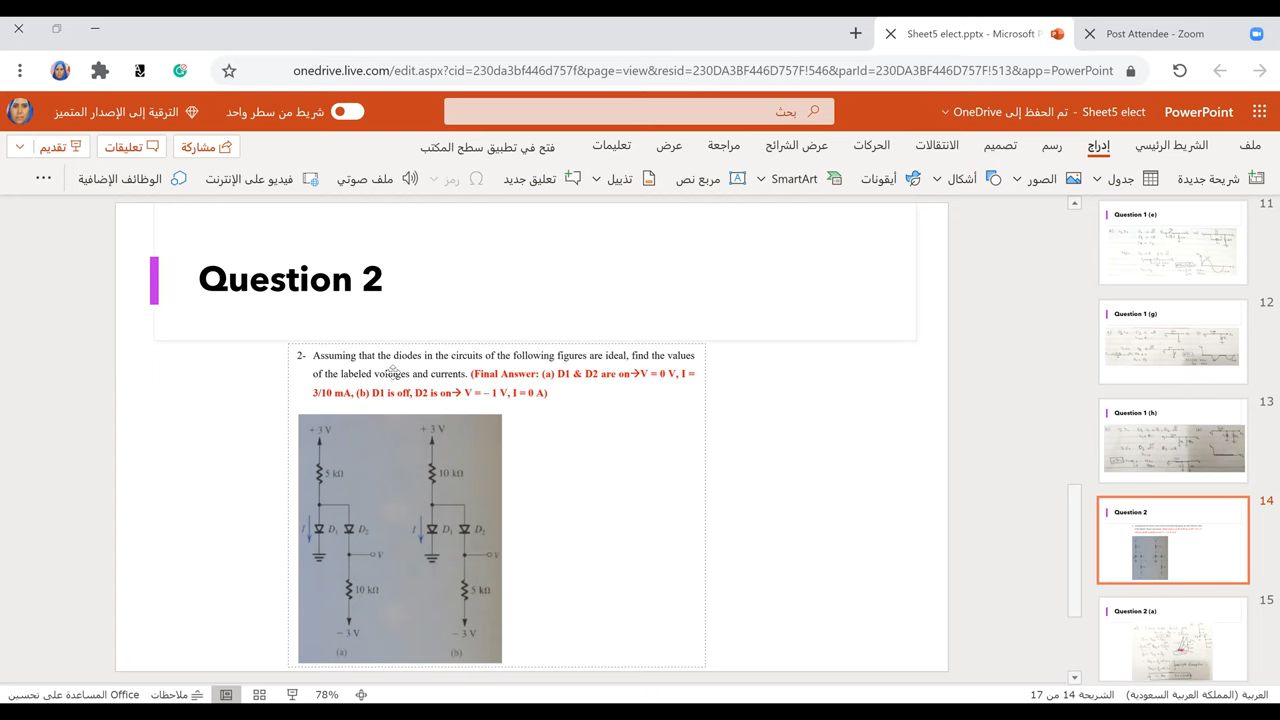 Sheet5 elect.pptx - Microsoft P
Post Attendee - Zoom
onedrive.live.com/edit.aspx?cid=230da3bf446d757f&page=view&resid=230DA3BF446D757F!546&parId=230DA3BF446D757F!513&app=PowerPoint
PowerPoint
Sheet5 elect - تم الحفظ إلى OneDrive
بحث
شريط من سطر واحد
الترقية إلى الإصدار المتميز
ملف
الشريط الرئيسي
إدراج
رسم
تصميم
الانتقالات
الحركات
عرض الشرائح
مراجعة
عرض
تعليمات
فتح في تطبيق سطح المكتب
مشاركة
تعليقات
تقديم
شريحة جديدة
جدول
الصور
أشكال
أيقونات
SmartArt
مربع نص
تذييل
تعليق جديد
رمز
ملف صوتي
فيديو على الإنترنت
الوظائف الإضافية
Question 2
2- Assuming that the diodes in the circuits of the following figures are ideal, find the values
of the labeled voltages and currents. (Final Answer: (a) D1 & D2 are on→V = 0 V, I =
3/10 mA, (b) D1 is off, D2 is on→ V = – 1 V, I = 0 A)
+3 V
+3 V
5 kΩ
10 kΩ
I
D1
D2
I
D1
D2
V
V
10 kΩ
5 kΩ
– 3 V
– 3 V
(a)
(b)
11
Question 1 (e)
12
Question 1 (g)
13
Question 1 (h)
14
Question 2
15
Question 2 (a)
العربية (المملكة العربية السعودية)
الشريحة 14 من 17
78%
ملاحظات
المساعدة على تحسين Office